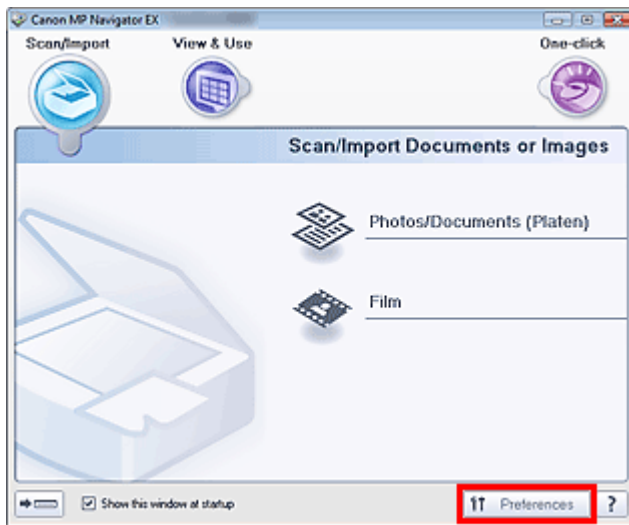 Canon MP Navigator EX
Scan/Import View & Use One-click
Scan/Import Documents or Images
Photos/Documents (Platen)
Film
Show this window at startup Preferences ?